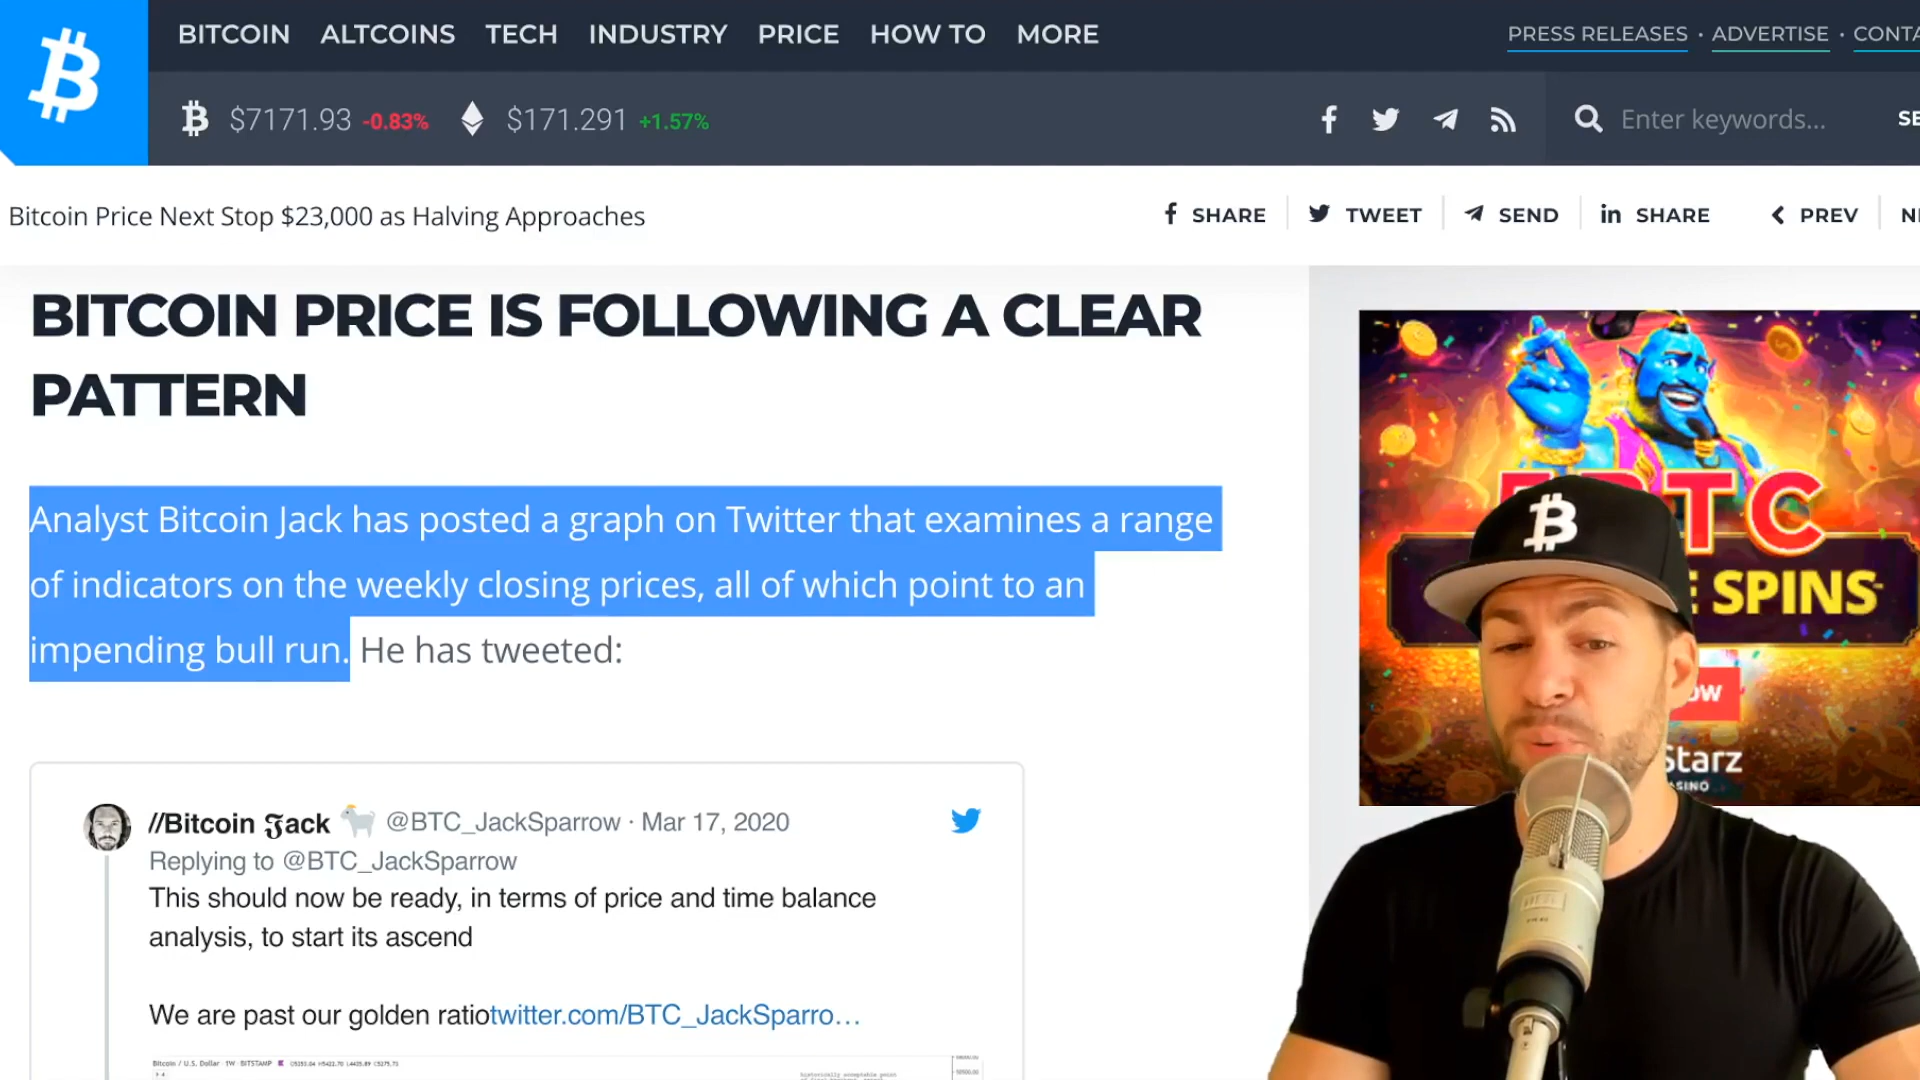 BITCOIN ALTCOINS TECH INDUSTRY PRICE HOW TO MORE
PRESS RELEASES · ADVERTISE ·
$7171.93 -0.83% $171.291 +1.57%
Enter keywords...
Bitcoin Price Next Stop $23,000 as Halving Approaches
SHARE TWEET SEND SHARE PREV
BITCOIN PRICE IS FOLLOWING A CLEAR
PATTERN
Analyst Bitcoin Jack has posted a graph on Twitter that examines a range
of indicators on the weekly closing prices, all of which point to an
impending bull run. He has tweeted:
//Bitcoin Jack @BTC_JackSparrow · Mar 17, 2020
Replying to @BTC_JackSparrow
This should now be ready, in terms of price and time balance
analysis, to start its ascend
We are past our golden ratiotwitter.com/BTC_JackSparro…
Bitcoin / U.S. Dollar · 1W · BITSTAMP
BTC
SPINS